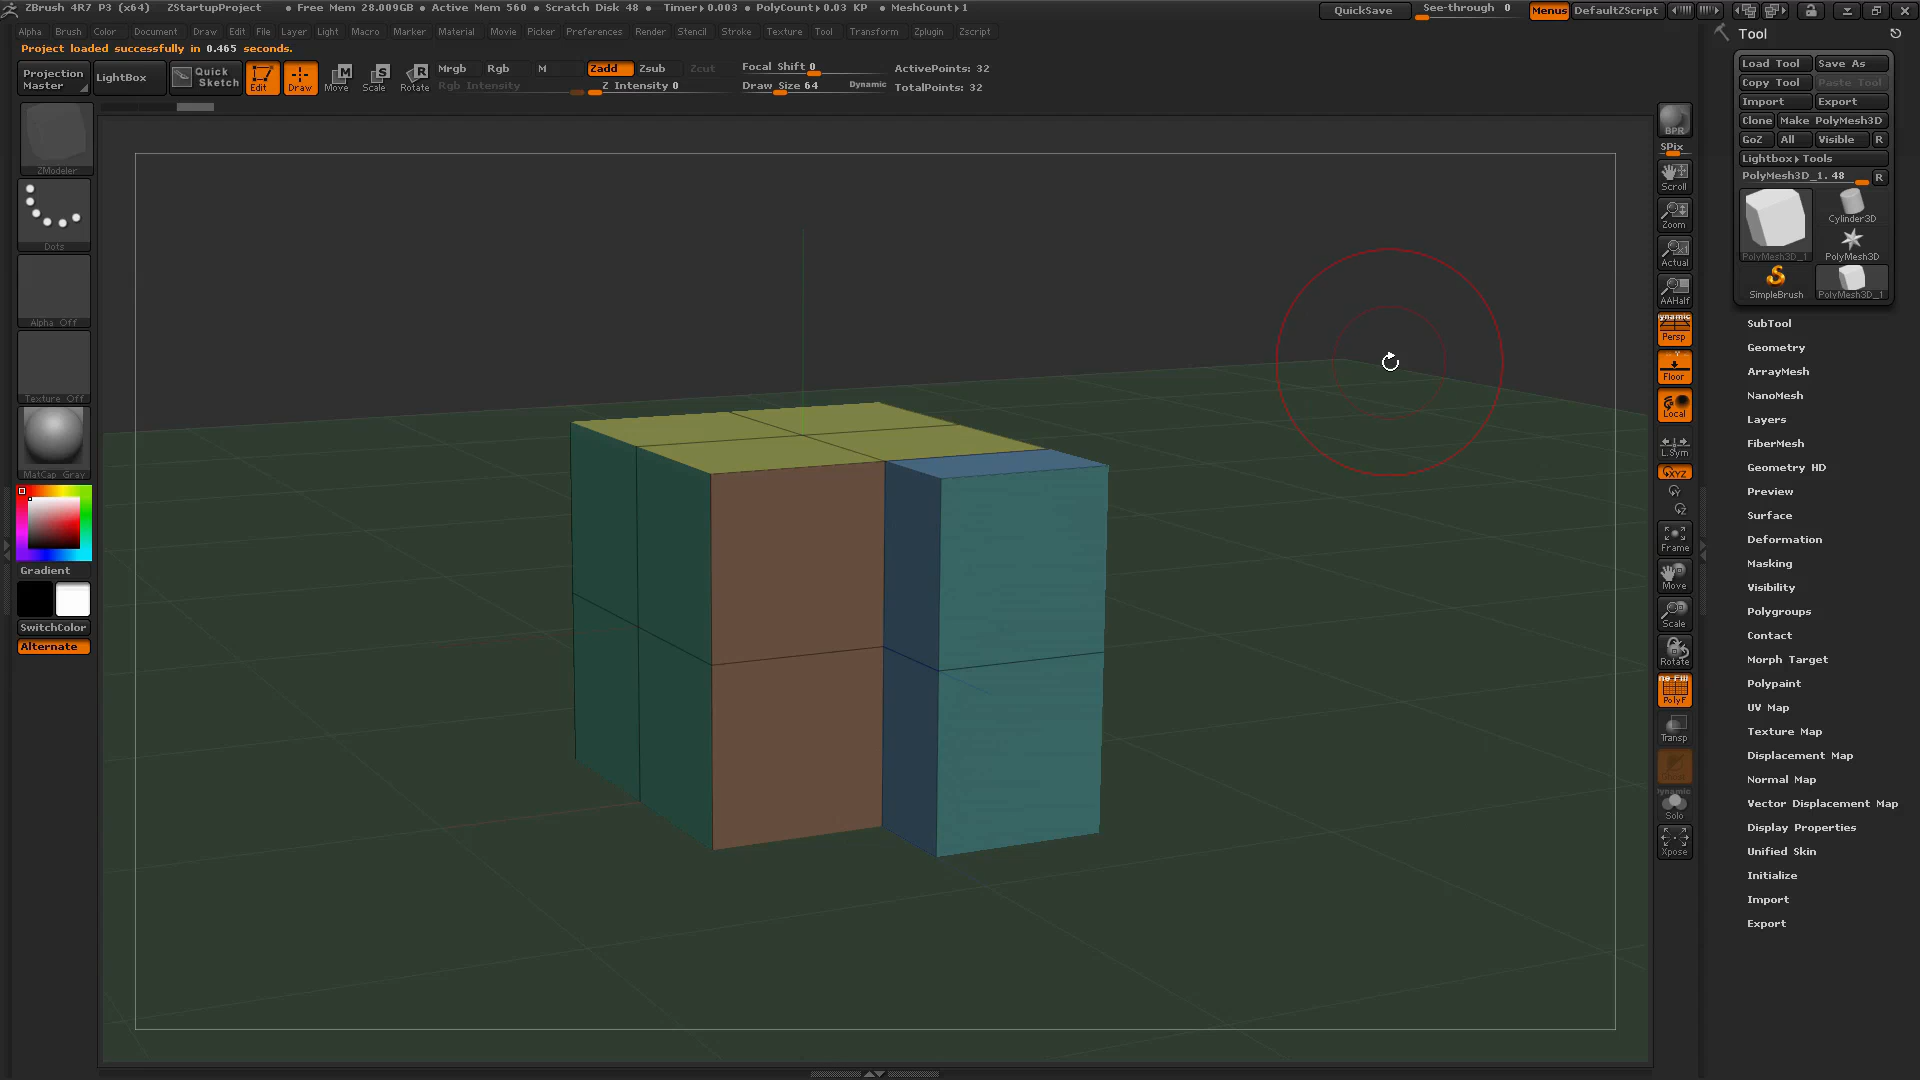 ZBrush 4R7 P3 (x64) ZStartupProject • Free Mem 28.009GB • Active Mem 560 • Scratch Disk 48 • Timer▸0.003 • PolyCount▸0.03 KP • MeshCount▸1 QuickSave See-through 0 Menus DefaultZScript
Alpha Brush Color Document Draw Edit File Layer Light Macro Marker Material Movie Picker Preferences Render Stencil Stroke Texture Tool Transform Zplugin Zscript
Project loaded successfully in 0.465 seconds.
Projection Master
LightBox
Quick Sketch
Edit
Draw
Move
Scale
Rotate
Mrgb Rgb M Zadd Zsub Zcut
Rgb Intensity Z Intensity 0
Focal Shift 0
Draw Size 64 Dynamic
ActivePoints: 32
TotalPoints: 32
ZModeler
Dots
Alpha Off
Texture Off
MatCap Gray
Gradient
SwitchColor
Alternate
BPR
SPix
Scroll
Zoom
Actual
AAHalf
Persp
Floor
Local
L.Sym
XYZ
Frame
Move
Scale
Rotate
PolyF
Transp
Dynamic
Solo
Xpose
Tool
Load Tool Save As
Copy Tool Paste Tool
Import Export
Clone Make PolyMesh3D
GoZ All Visible R
Lightbox▸Tools
PolyMesh3D_1. 48 R
PolyMesh3D_1
Cylinder3D
PolyMesh3D
SimpleBrush
PolyMesh3D_1
SubTool
Geometry
ArrayMesh
NanoMesh
Layers
FiberMesh
Geometry HD
Preview
Surface
Deformation
Masking
Visibility
Polygroups
Contact
Morph Target
Polypaint
UV Map
Texture Map
Displacement Map
Normal Map
Vector Displacement Map
Display Properties
Unified Skin
Initialize
Import
Export